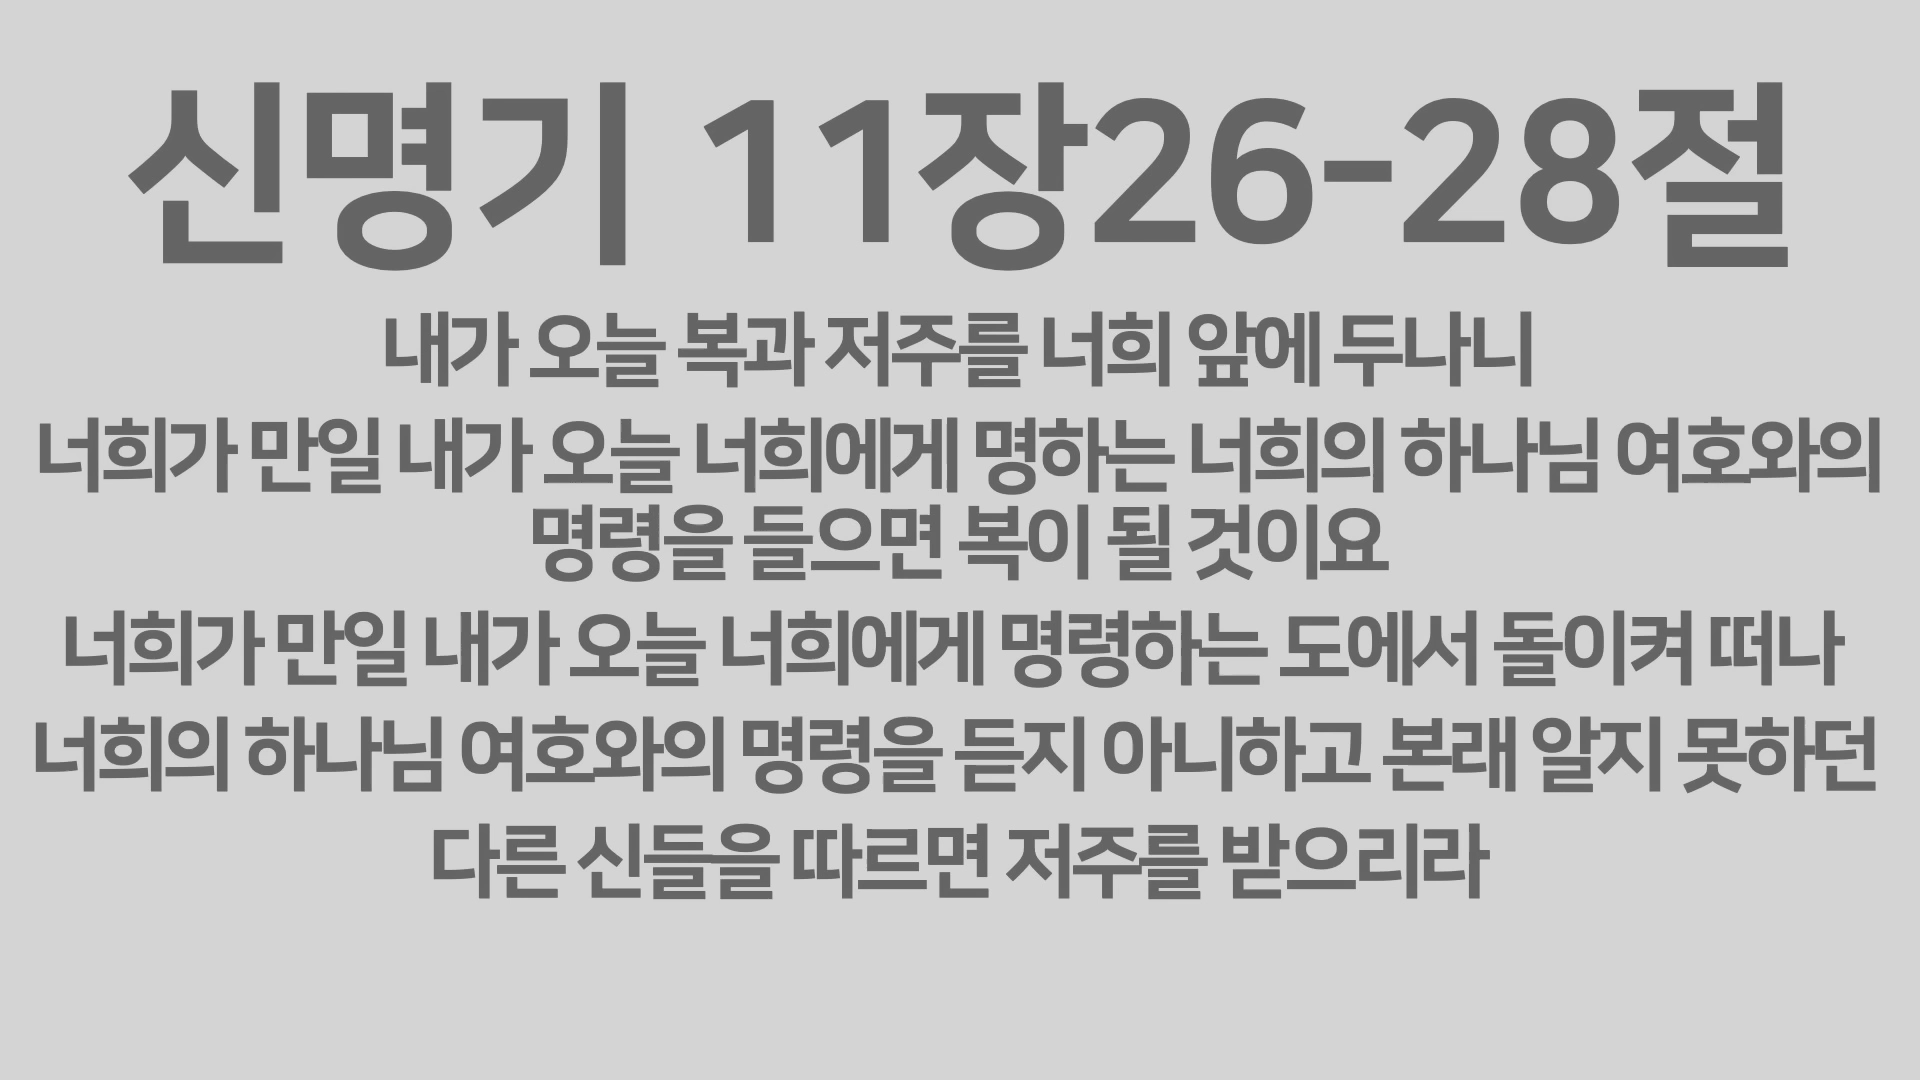 신명기 11장26-28절
내가 오늘 복과 저주를 너희 앞에 두나니
너희가 만일 내가 오늘 너희에게 명하는 너희의 하나님 여호와의
명령을 들으면 복이 될 것이요
너희가 만일 내가 오늘 너희에게 명령하는 도에서 돌이켜 떠나
너희의 하나님 여호와의 명령을 듣지 아니하고 본래 알지 못하던
다른 신들을 따르면 저주를 받으리라